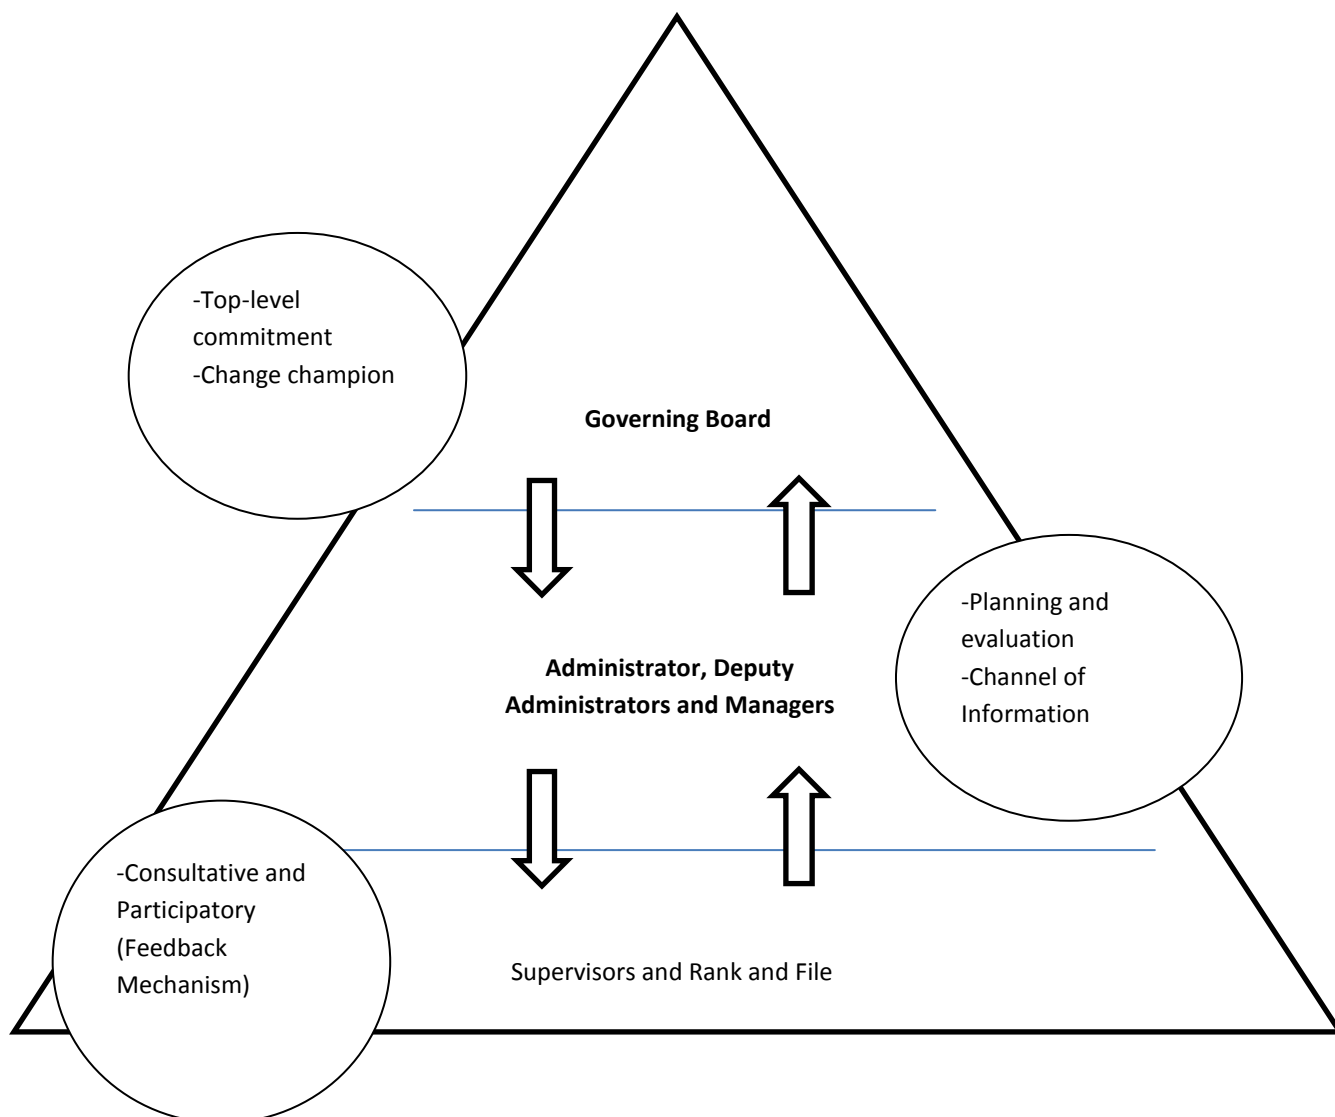 -Top-level
commitment
-Change champion
Governing Board
-Planning and
evaluation
-Channel of
Information
Administrator, Deputy
Administrators and Managers
-Consultative and
Participatory
(Feedback
Mechanism)
Supervisors and Rank and File